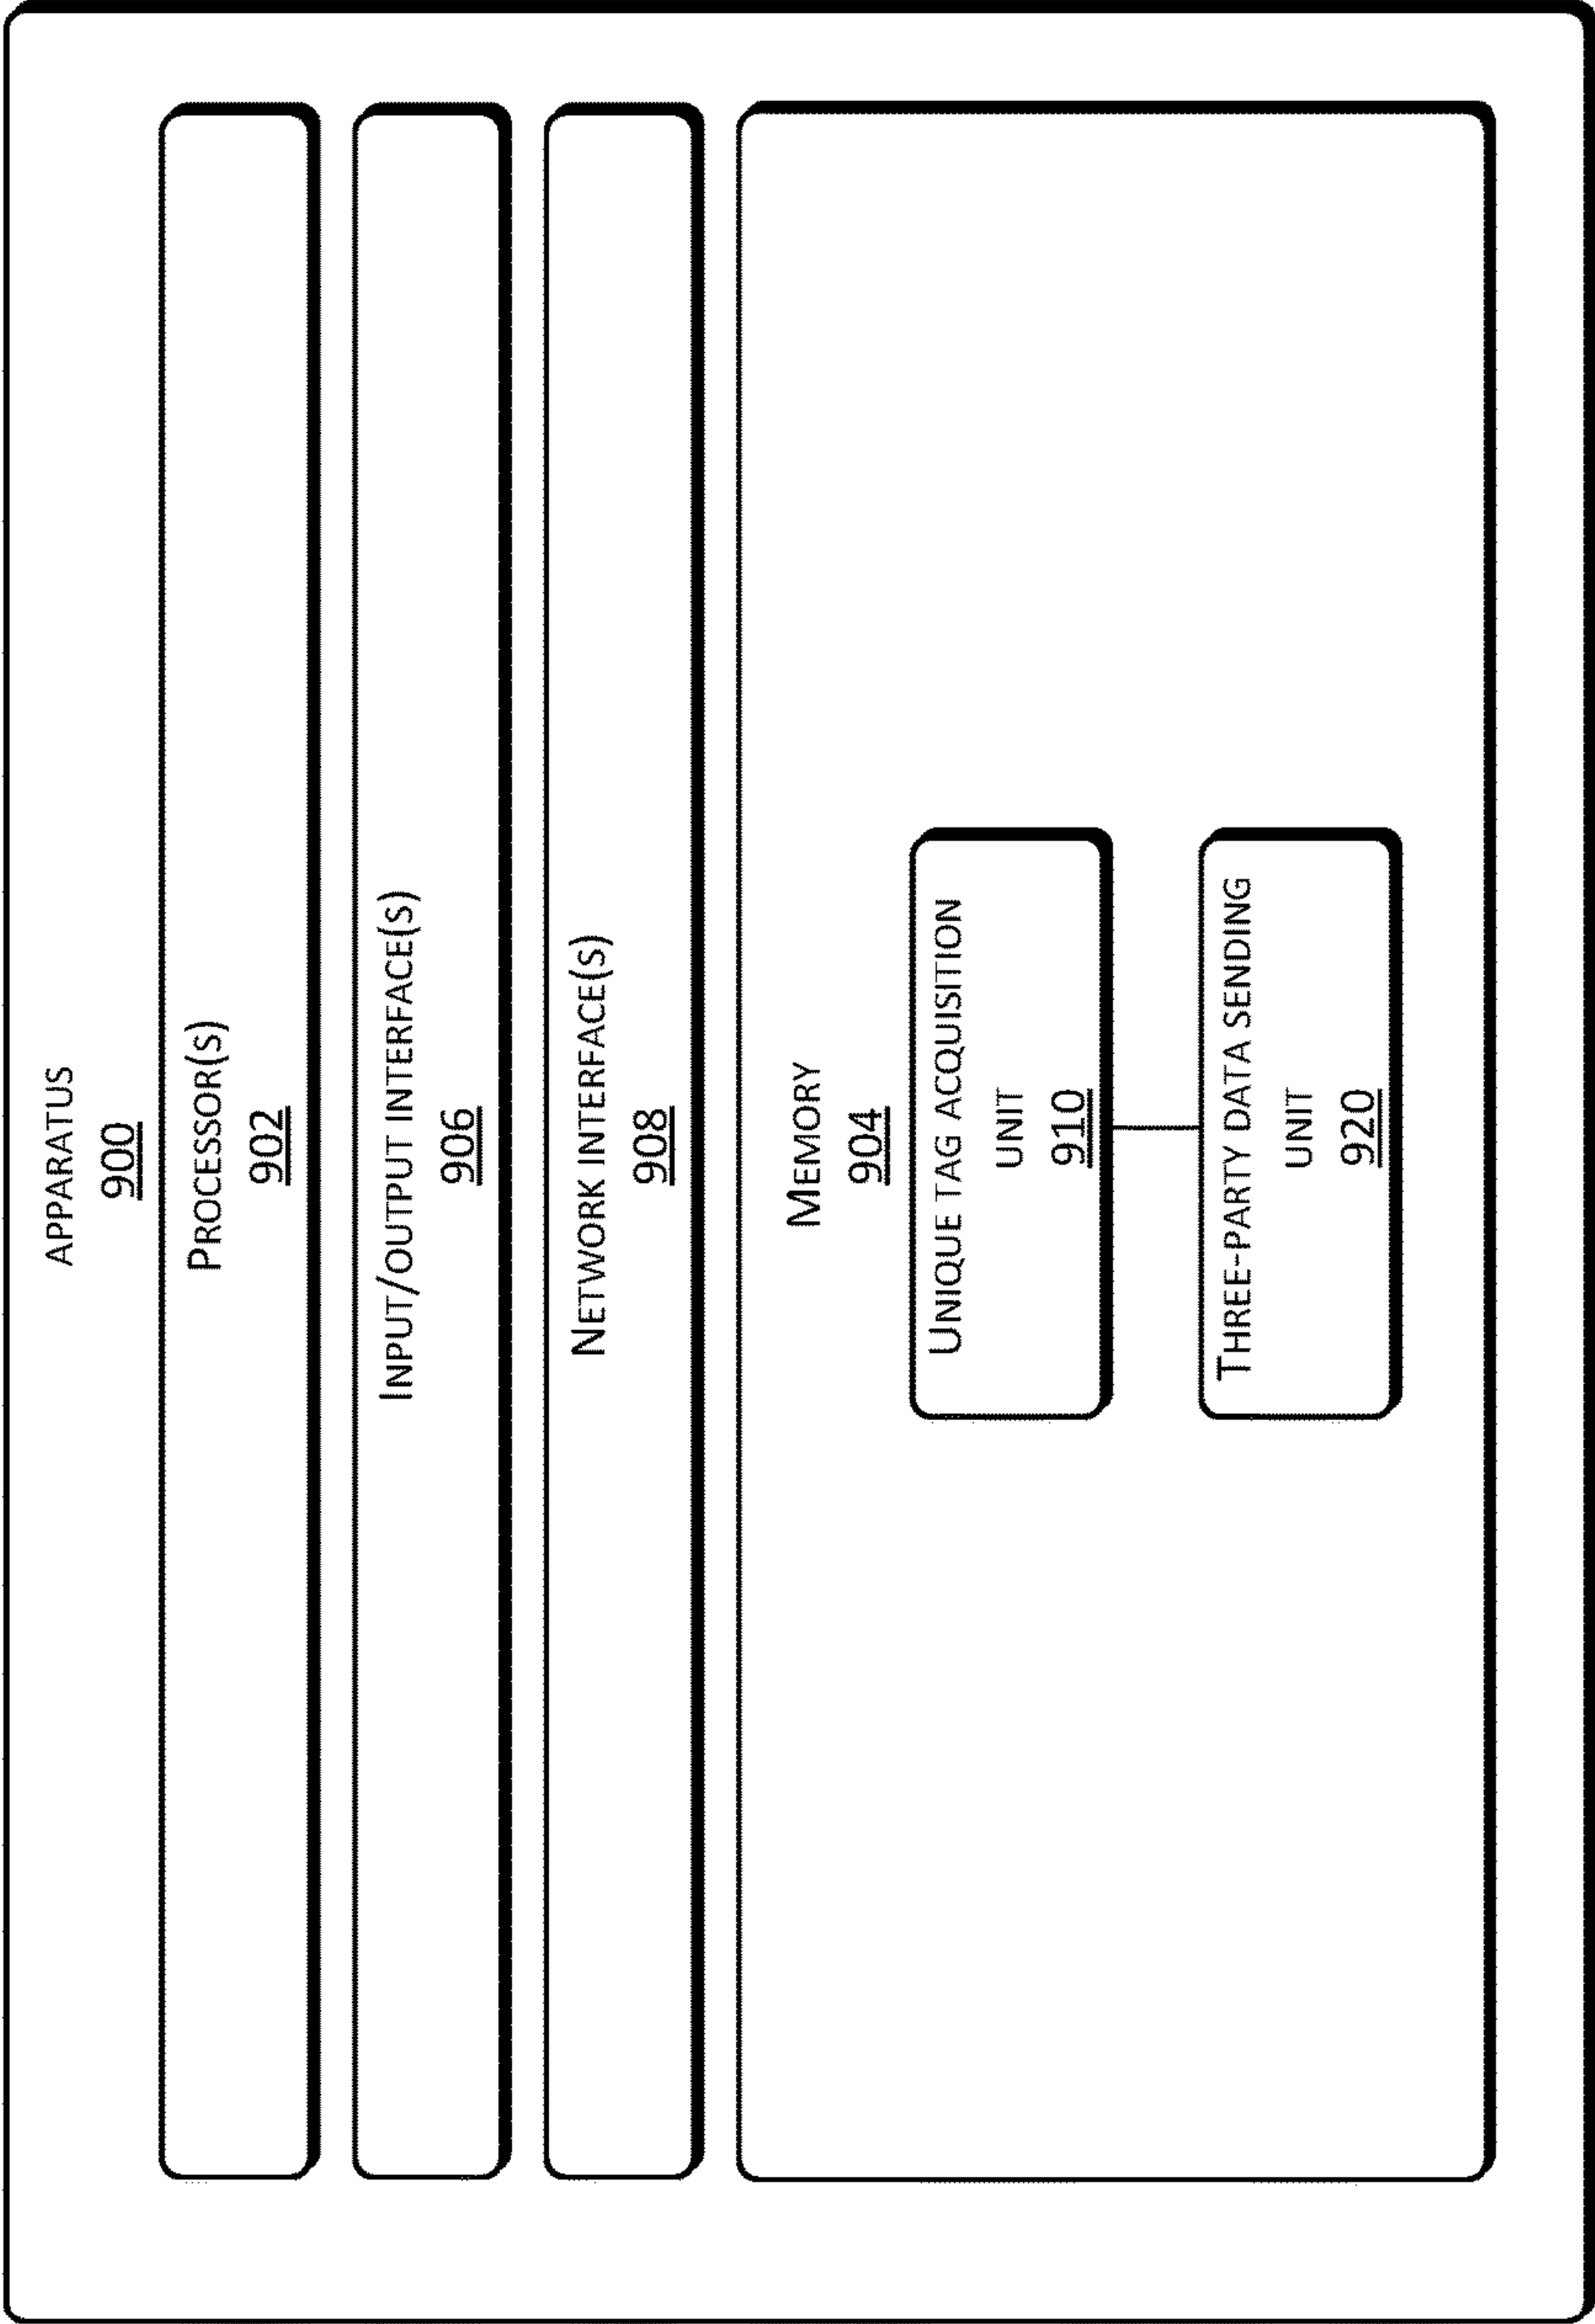 APPARATUS
900
PROCESSOR(S)
902
INPUT/OUTPUT INTERFACE(S)
906
NETWORK INTERFACE(S)
908
MEMORY
904
UNIQUE TAG ACQUISITION
UNIT
910
THREE-PARTY DATA SENDING
UNIT
920